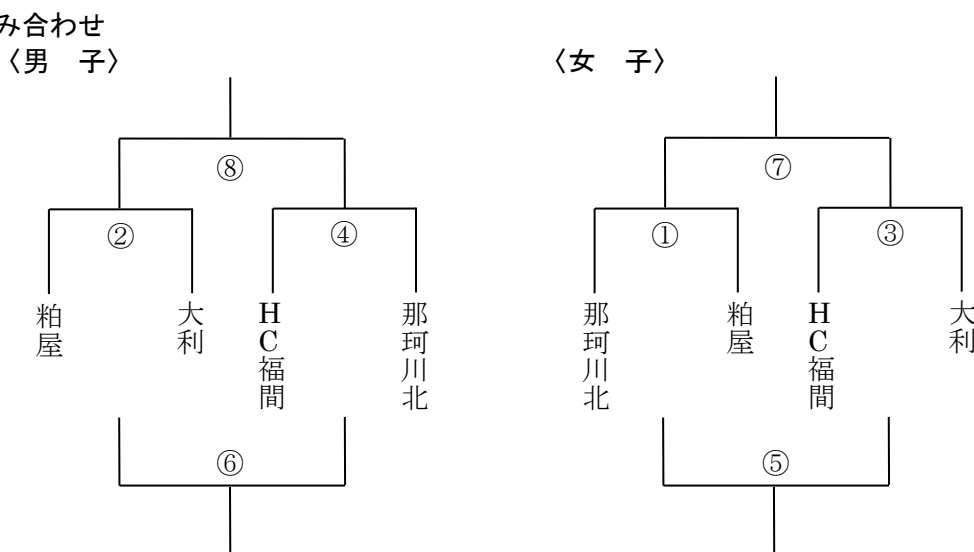 み合わせ
〈男　子〉
〈女　子〉
⑧
⑦
②
④
①
③
粕屋
大利
HC福間
那珂川北
那珂川北
粕屋
HC福間
大利
⑥
⑤